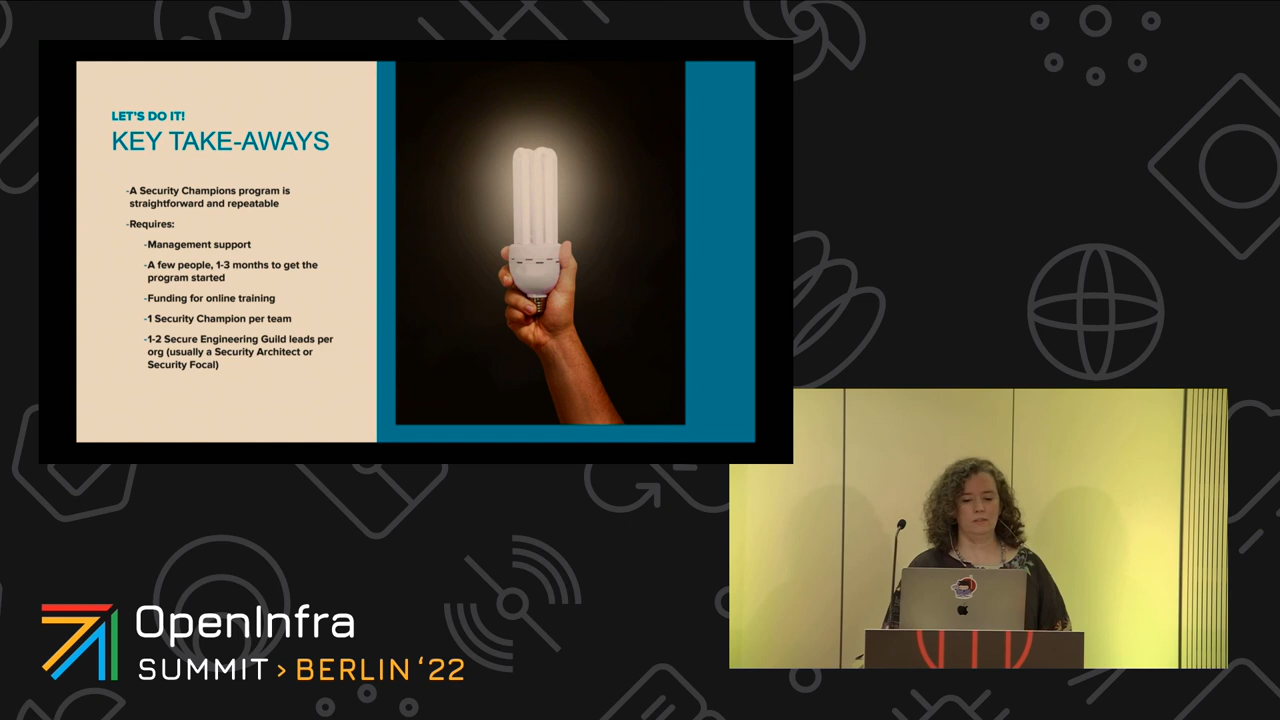 LET'S DO IT!
KEY TAKE-AWAYS
-A Security Champions program is
straightforward and repeatable
-Requires:
-Management support
-A few people, 1-3 months to get the
program started
-Funding for online training
-1 Security Champion per team
-1-2 Secure Engineering Guild leads per
org (usually a Security Architect or
Security Focal)
OpenInfra
SUMMIT > BERLIN ‘22